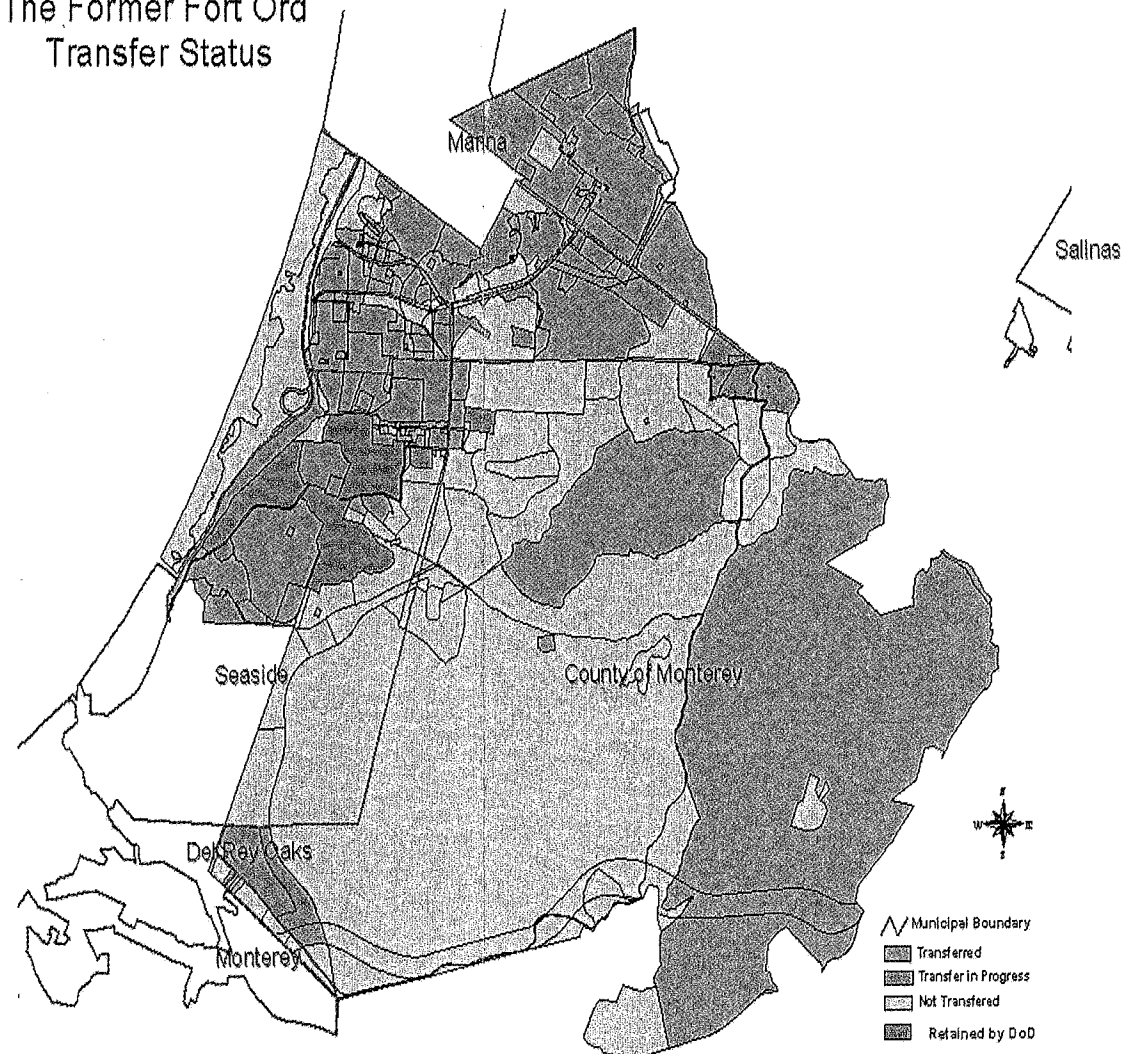 The Former Fort Ord
Transfer Status
Marina
Salinas
Seaside
County of Monterey
Del Rey Oaks
Monterey
N
W E
S
Municipal Boundary
Transferred
Transfer in Progress
Not Transfered
Retained by DoD